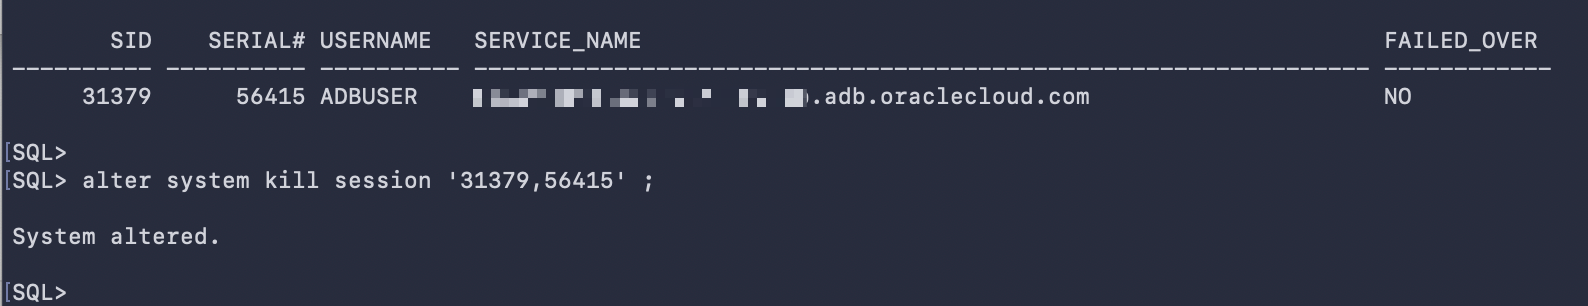 SID SERIAL# USERNAME SERVICE_NAME FAILED_OVER
---------- ---------- ---------- ---------------------------------------------------------------- ------------
31379 56415 ADBUSER .adb.oraclecloud.com NO
[SQL>
[SQL> alter system kill session '31379,56415' ;
System altered.
[SQL>